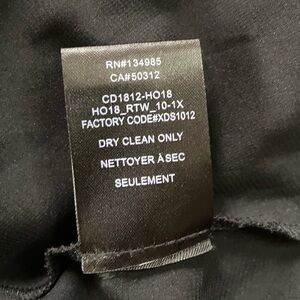 RN#134985
CA#50312
CD1812-HO18
HO18_RTW_10-1X
FACTORY CODE#XDS1012
DRY CLEAN ONLY
NETTOYER À SEC
SEULEMENT